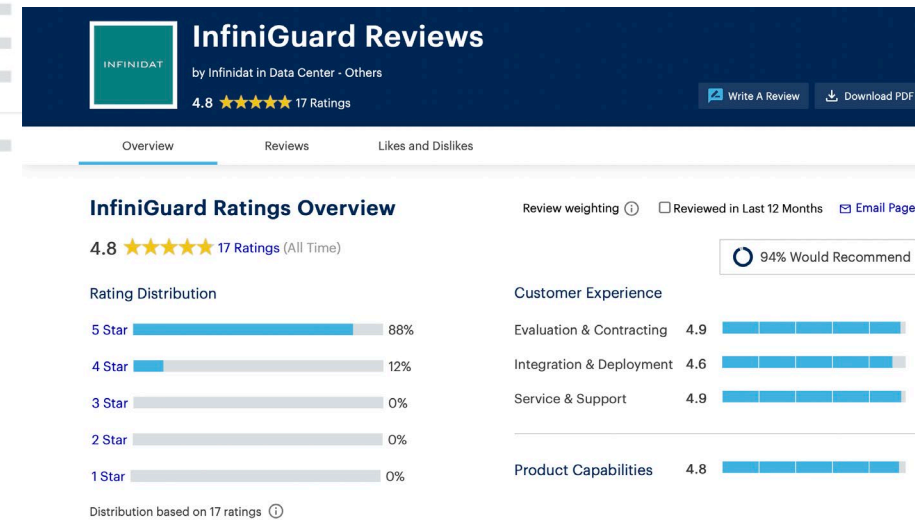 InfiniGuard Reviews
INFINIDAT
by Infinidat in Data Center - Others
4.8 17 Ratings
Write A Review Download PDF
Overview Reviews Likes and Dislikes
InfiniGuard Ratings Overview
Review weighting Reviewed in Last 12 Months Email Page
4.8 17 Ratings (All Time)
94% Would Recommend
Rating Distribution
5 Star 88%
4 Star 12%
3 Star 0%
2 Star 0%
1 Star 0%
Distribution based on 17 ratings
Customer Experience
Evaluation & Contracting 4.9
Integration & Deployment 4.6
Service & Support 4.9
Product Capabilities 4.8